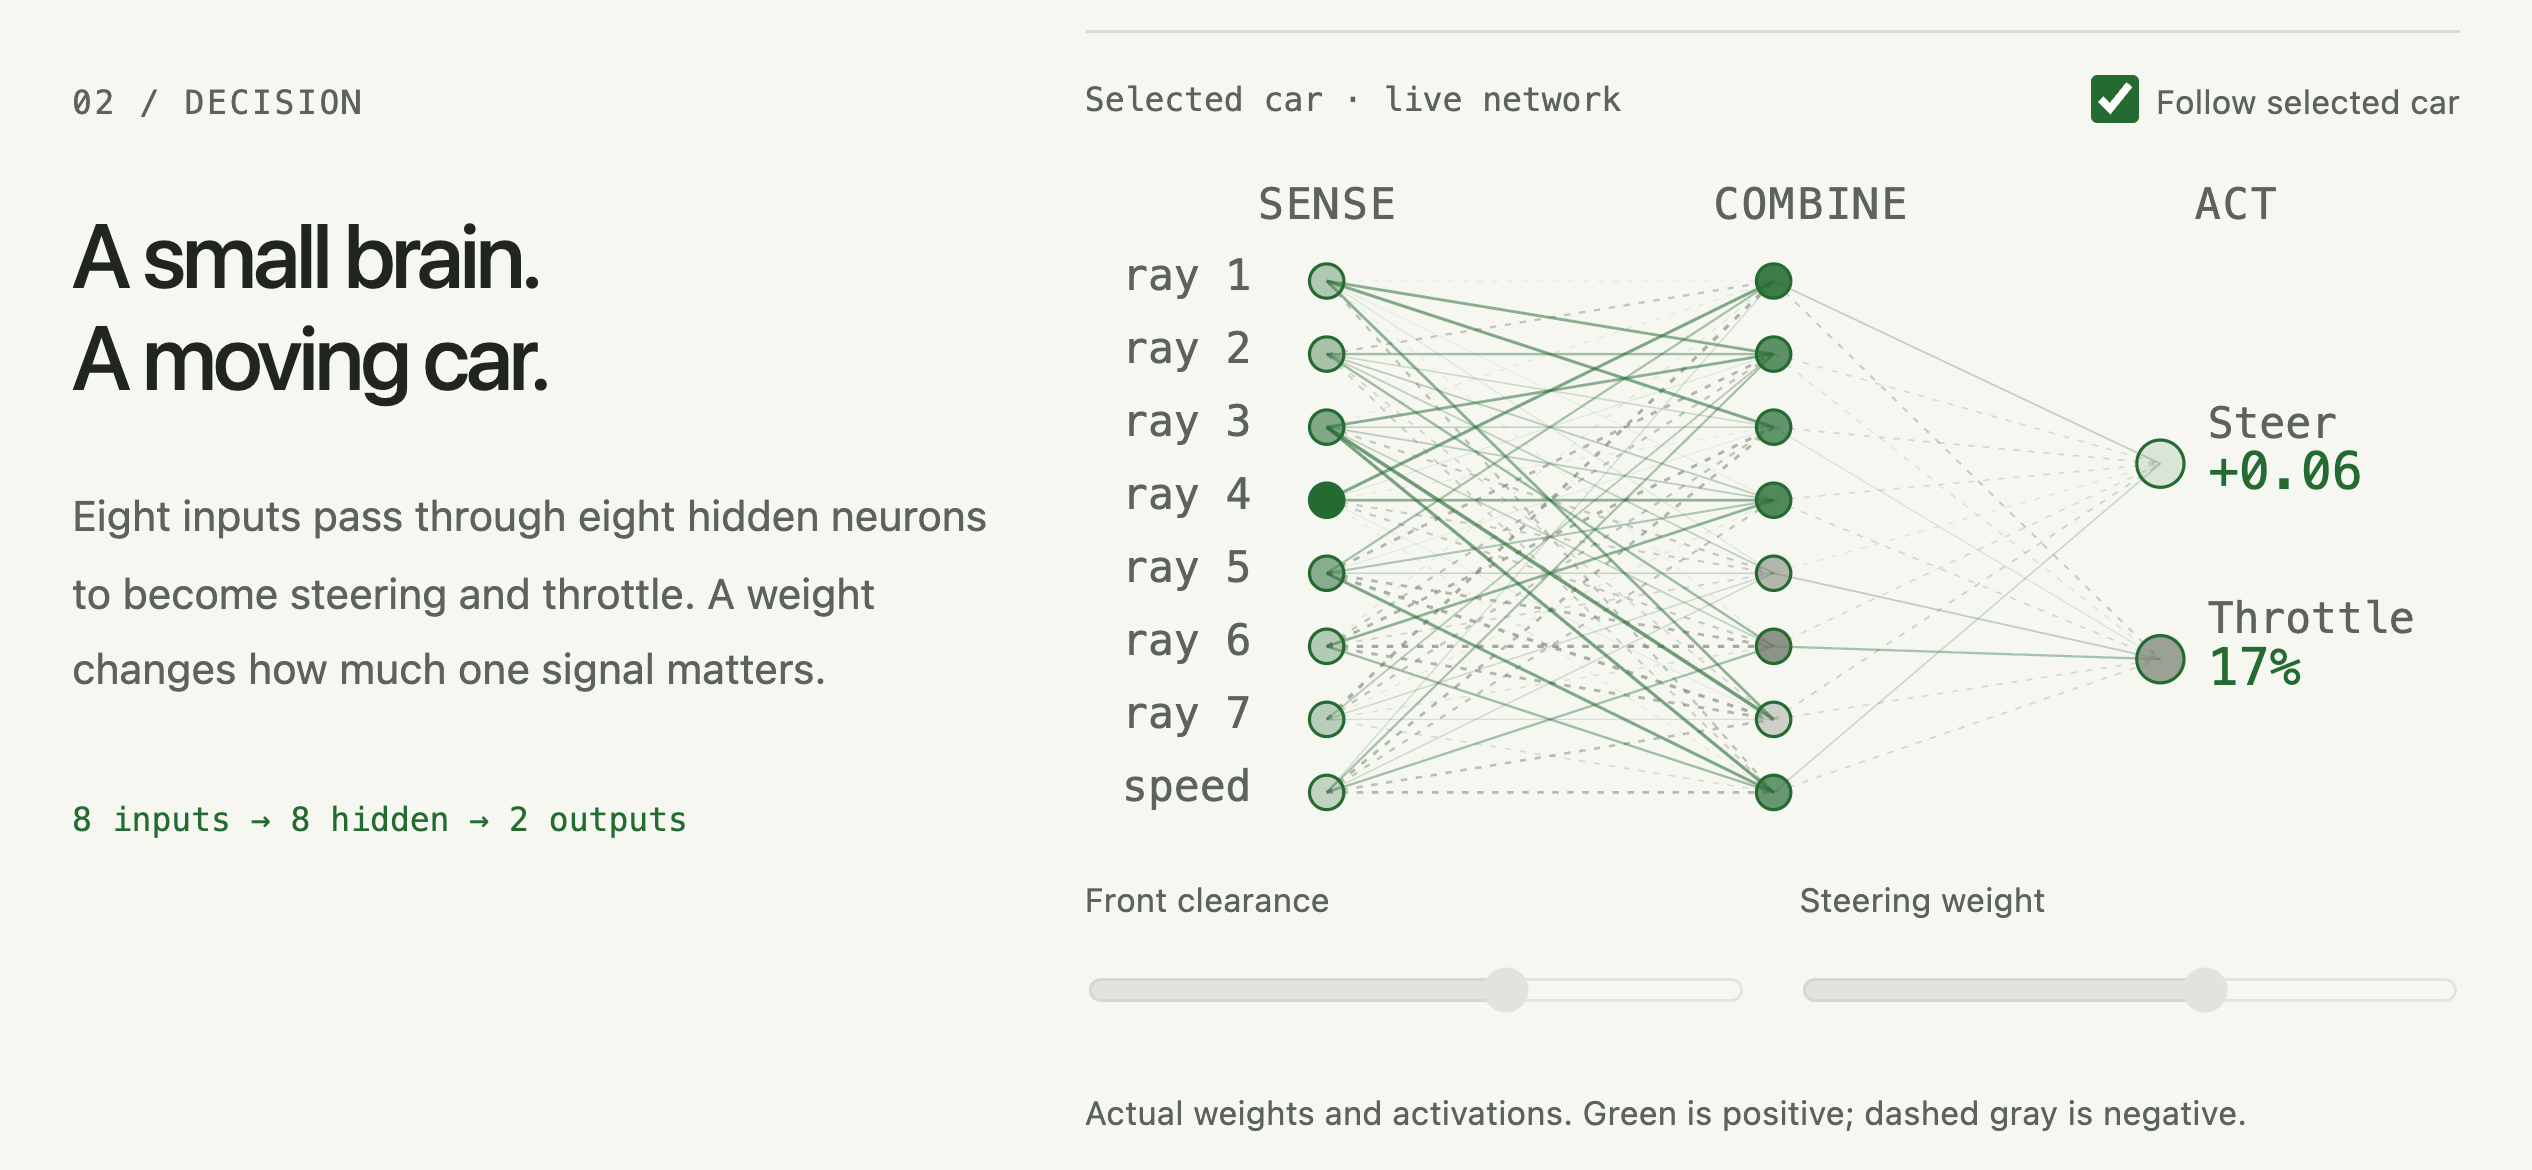 02 / DECISION
A small brain.
A moving car.
Eight inputs pass through eight hidden neurons
to become steering and throttle. A weight
changes how much one signal matters.
8 inputs → 8 hidden → 2 outputs
Selected car · live network
Follow selected car
SENSE
COMBINE
ACT
ray 1
ray 2
ray 3
ray 4
ray 5
ray 6
ray 7
speed
Steer
+0.06
Throttle
17%
Front clearance
Steering weight
Actual weights and activations. Green is positive; dashed gray is negative.